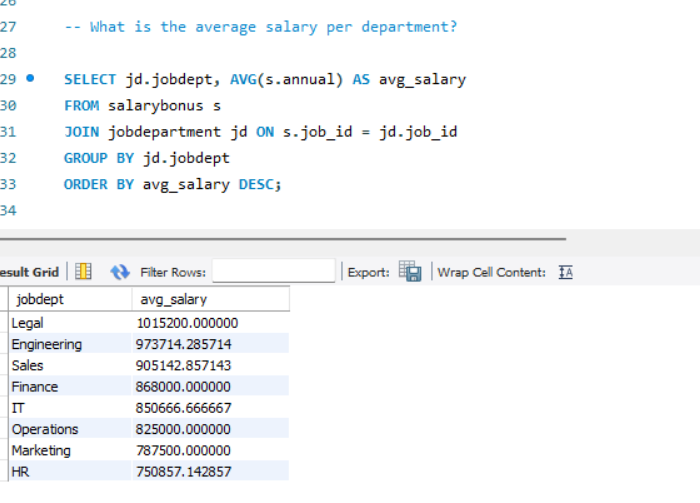 26
27 -- What is the average salary per department?
28
29 SELECT jd.jobdept, AVG(s.annual) AS avg_salary
30 FROM salarybonus s
31 JOIN jobdepartment jd ON s.job_id = jd.job_id
32 GROUP BY jd.jobdept
33 ORDER BY avg_salary DESC;
34
esult Grid Filter Rows: Export: Wrap Cell Content: IA
jobdept avg_salary
Legal 1015200.000000
Engineering 973714.285714
Sales 905142.857143
Finance 868000.000000
IT 850666.666667
Operations 825000.000000
Marketing 787500.000000
HR 750857.142857